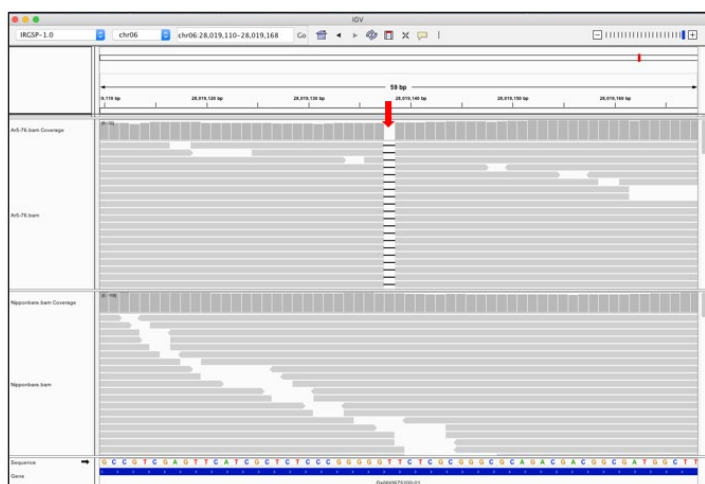 IGV
IRGSP-1.0 chr06 chr06:28,019,110-28,019,168 Go
59 bp
28,019,120 bp 28,019,130 bp 28,019,140 bp 28,019,150 bp 28,019,160 bp
Ar5-76.bam Coverage
Ar5-76.bam
Nipponbare.bam Coverage
Nipponbare.bam
Sequence G C C G T C G A G T T C A T C G C T C T C C C G G G G G T T C T C G C G G G C G C A G A C G A C G G C G A T G G C T T
Gene